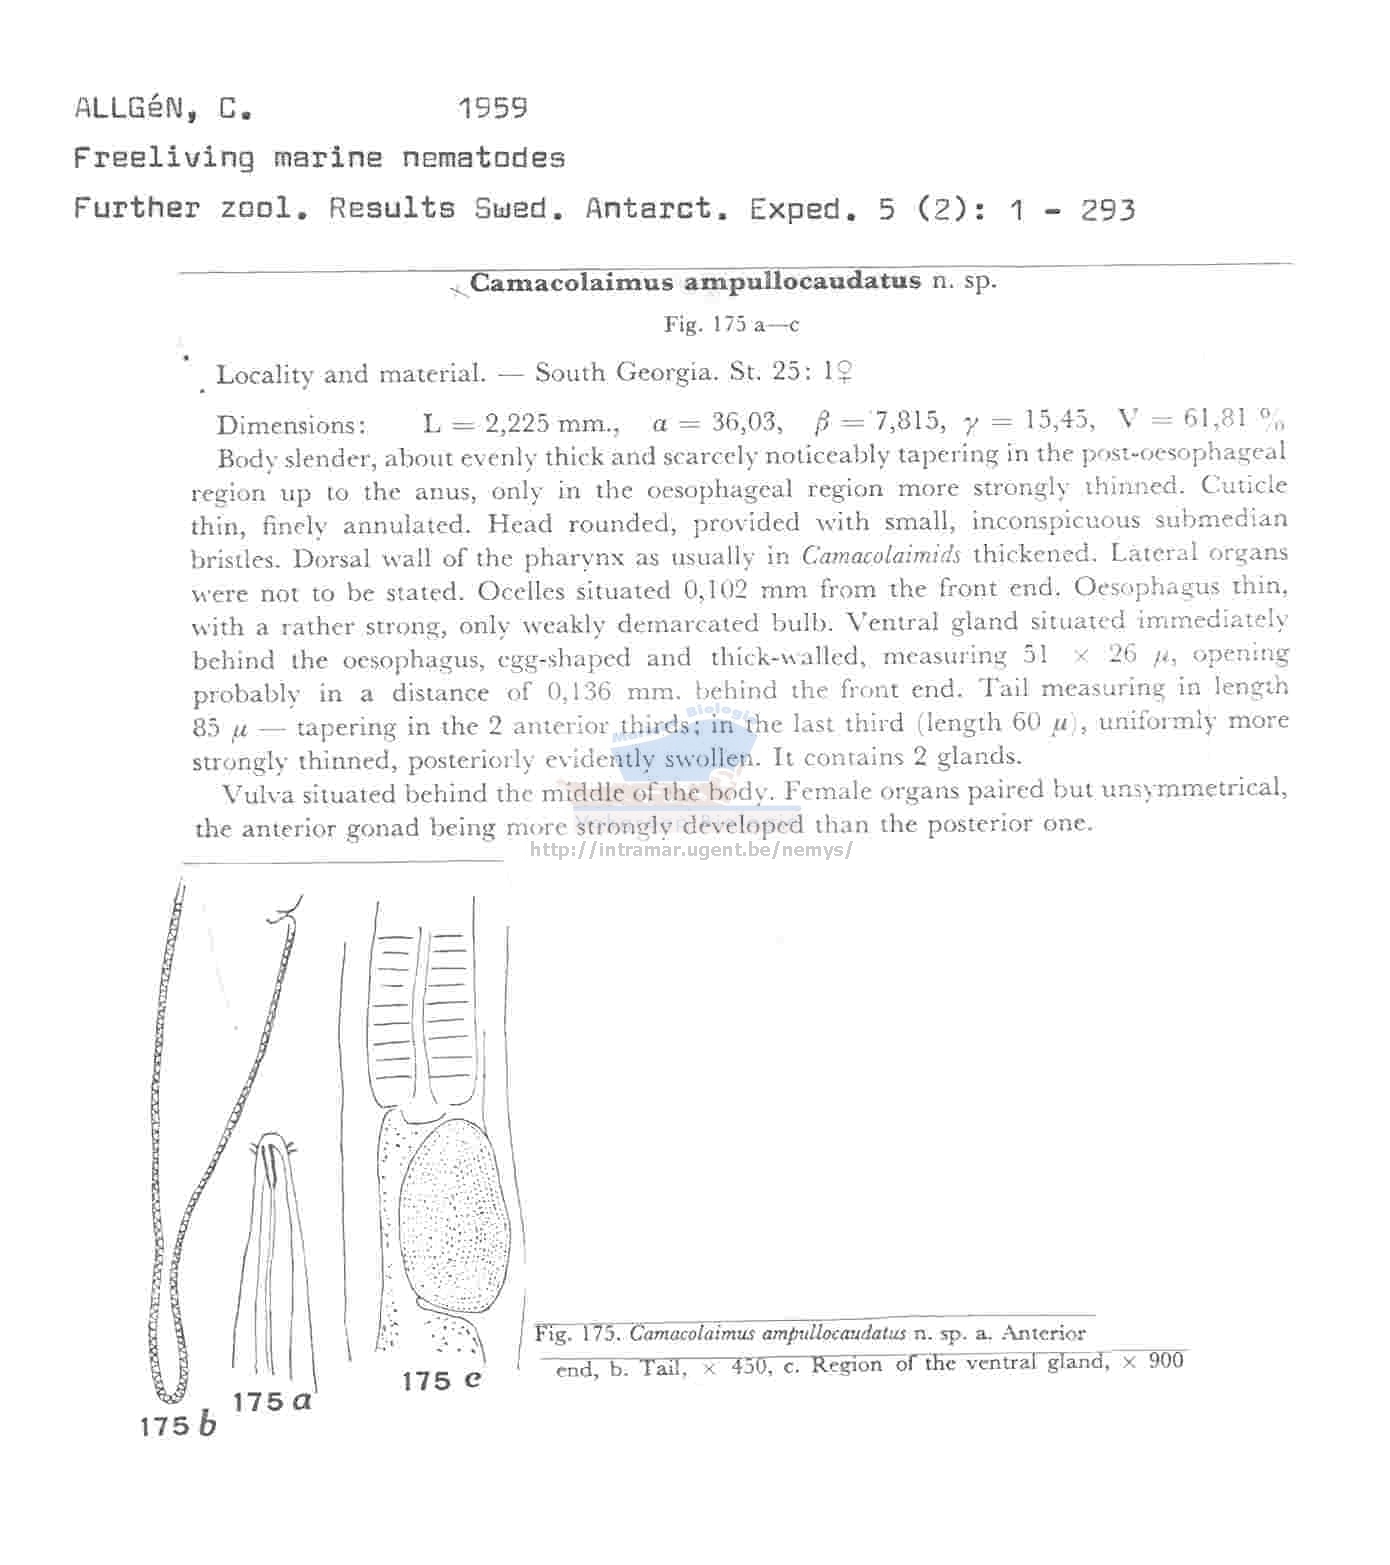 ALLGéN, C. 1959
Freeliving marine nematodes
Further zool. Results Swed. Antarct. Exped. 5 (2): 1 - 293
Camacolaimus ampullocaudatus n. sp.
Fig. 175 a—c
Locality and material. — South Georgia. St. 25: 1♀
Dimensions: L = 2,225 mm., α = 36,03, β = 7,815, γ = 15,45, V = 61,81 %
Body slender, about evenly thick and scarcely noticeably tapering in the post-oesophageal
region up to the anus, only in the oesophageal region more strongly thinned. Cuticle
thin, finely annulated. Head rounded, provided with small, inconspicuous submedian
bristles. Dorsal wall of the pharynx as usually in Camacolaimids thickened. Lateral organs
were not to be stated. Ocelles situated 0,102 mm from the front end. Oesophagus thin,
with a rather strong, only weakly demarcated bulb. Ventral gland situated immediately
behind the oesophagus, egg-shaped and thick-walled, measuring 51 × 26 μ, opening
probably in a distance of 0,136 mm. behind the front end. Tail measuring in length
85 μ — tapering in the 2 anterior thirds; in the last third (length 60 μ), uniformly more
strongly thinned, posteriorly evidently swollen. It contains 2 glands.
Vulva situated behind the middle of the body. Female organs paired but unsymmetrical,
the anterior gonad being more strongly developed than the posterior one.
http://intramar.ugent.be/nemys/
175 b
175 a
175 c
Fig. 175. Camacolaimus ampullocaudatus n. sp. a. Anterior
end, b. Tail, × 450, c. Region of the ventral gland, × 900